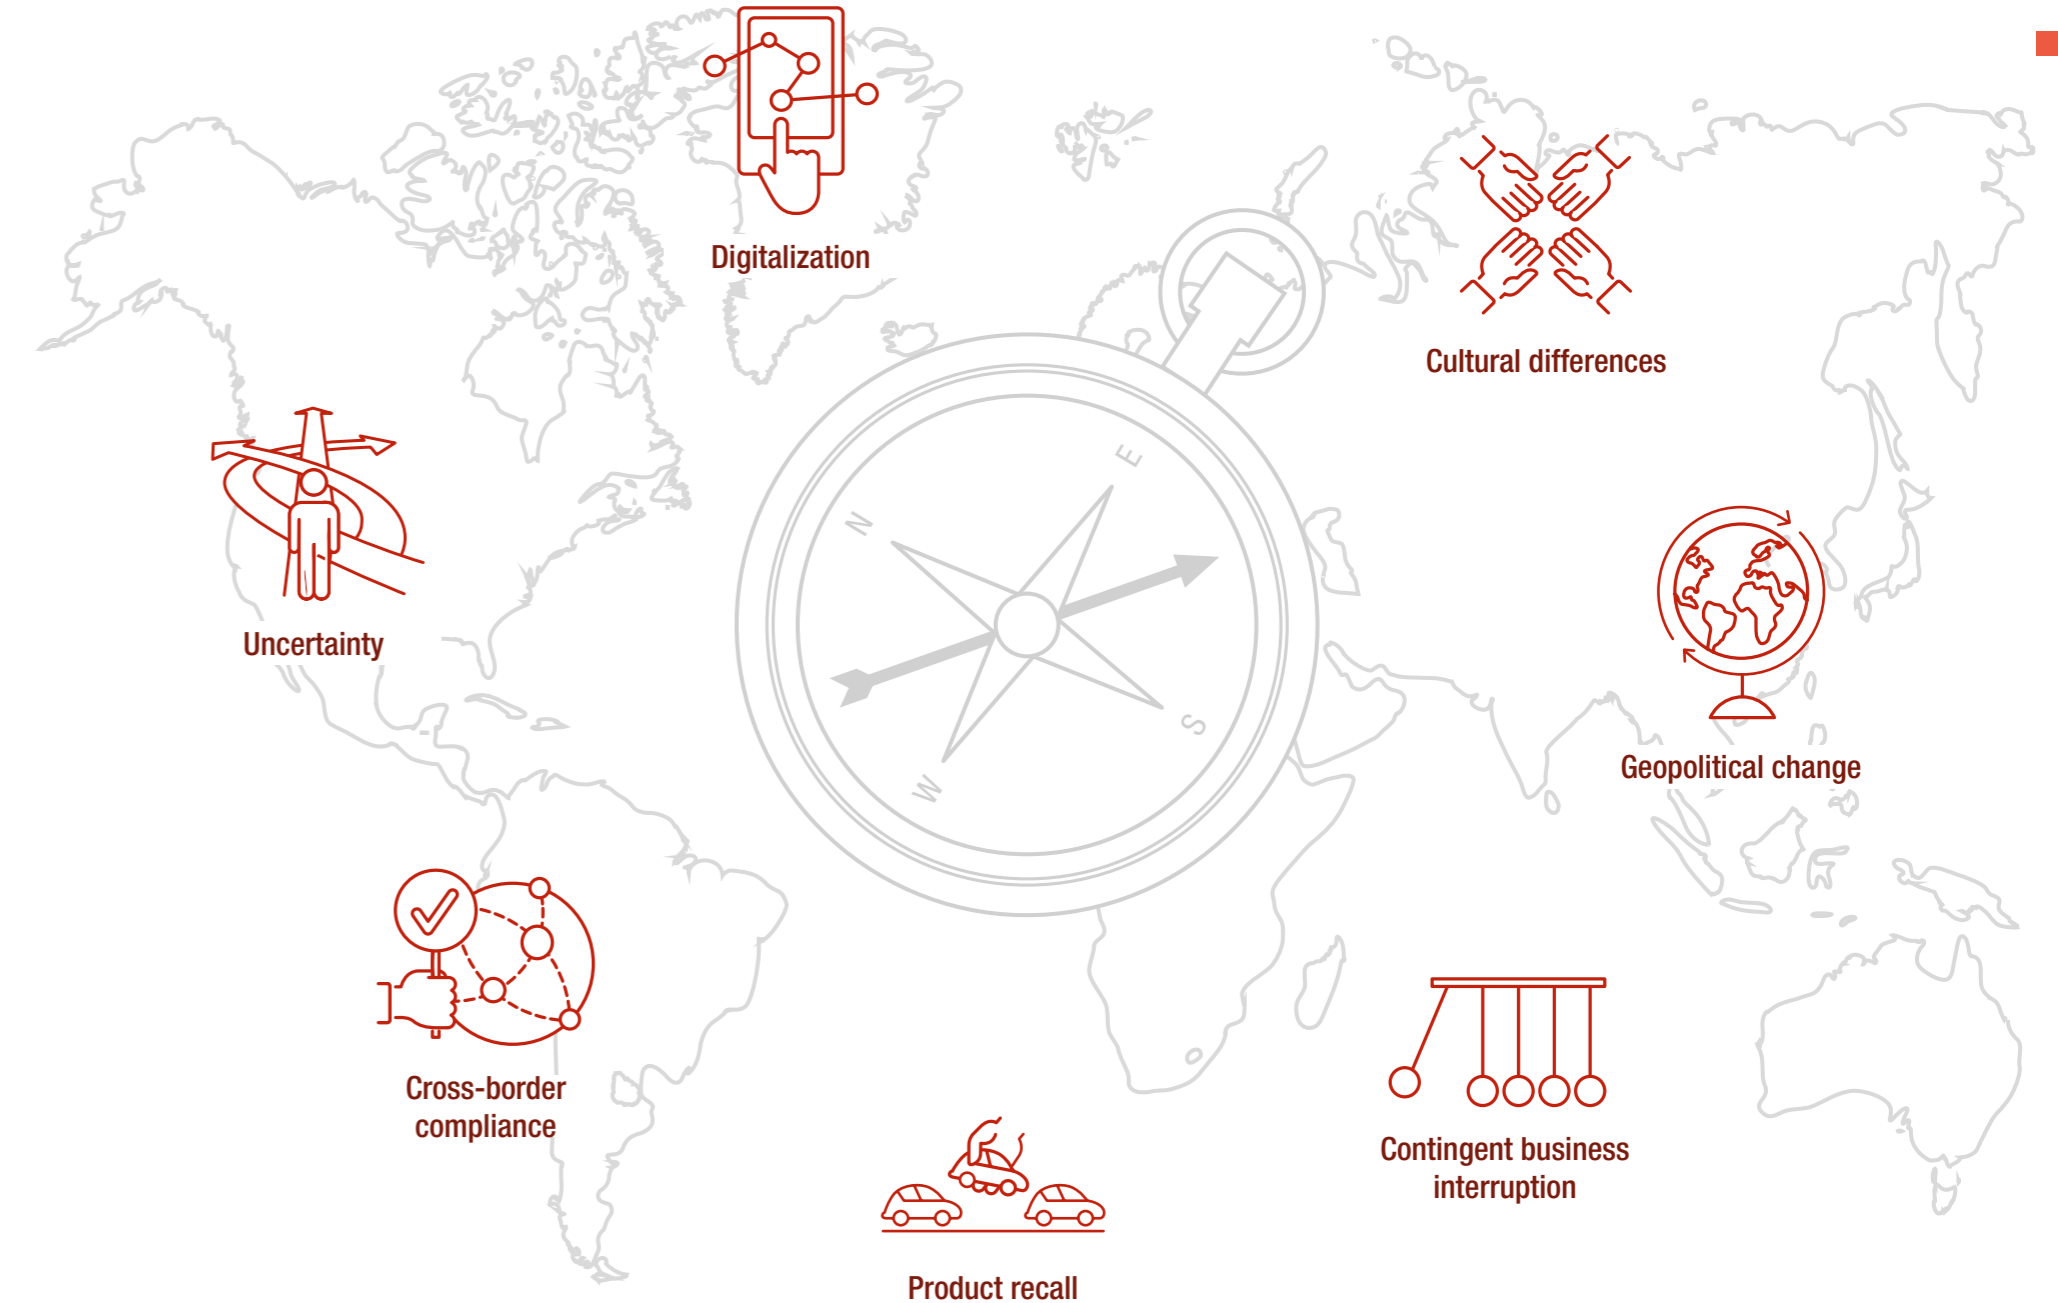 Digitalization
Cultural differences
N
E
S
W
Uncertainty
Geopolitical change
Cross-border
compliance
Contingent business
interruption
Product recall